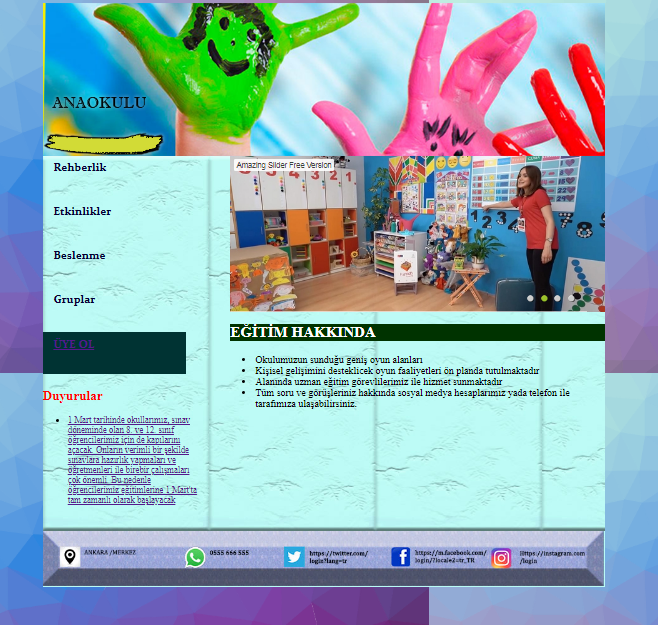 ANAOKULU
Rehberlik
Etkinlikler
Beslenme
Gruplar
ÜYE OL
Duyurular
1 Mart tarihinde okullarımız, sınav
döneminde olan 8. ve 12. sınıf
öğrencilerimiz için de kapılarını
açacak. Onların verimli bir şekilde
sınavlara hazırlık yapmaları ve
öğretmenleri ile birebir çalışmaları
çok önemli. Bu nedenle
öğrencilerimiz eğitimlerine 1 Mart'ta
tam zamanlı olarak başlayacak
Amazing Slider Free Version
1 2 3 4
EĞİTİM HAKKINDA
Okulumuzun sunduğu geniş oyun alanları
Kişisel gelişimini desteklicek oyun faaliyetleri ön planda tutulmaktadır
Alanında uzman eğitim görevlilerimiz ile hizmet sunmaktadır
Tüm soru ve görüşleriniz hakkında sosyal medya hesaplarımız yada telefon ile
tarafımıza ulaşabilirsiniz.
ANKARA /MERKEZ
0555 666 555
https://twitter.com/
login?lang=tr
https://m.facebook.com/
login/?locale2=tr_TR
https://instagram.com
/login